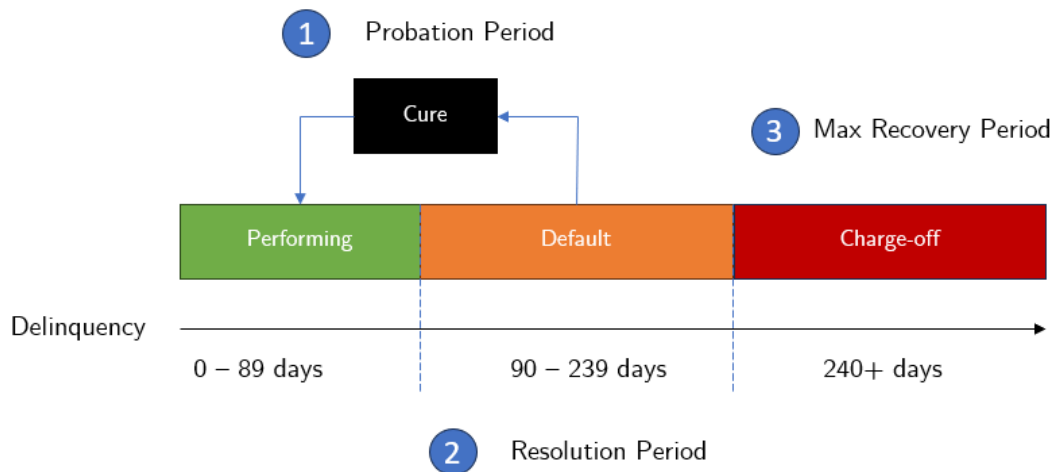 1 Probation Period
Cure
3 Max Recovery Period
Performing Default Charge-off
Delinquency
0 – 89 days 90 – 239 days 240+ days
2 Resolution Period